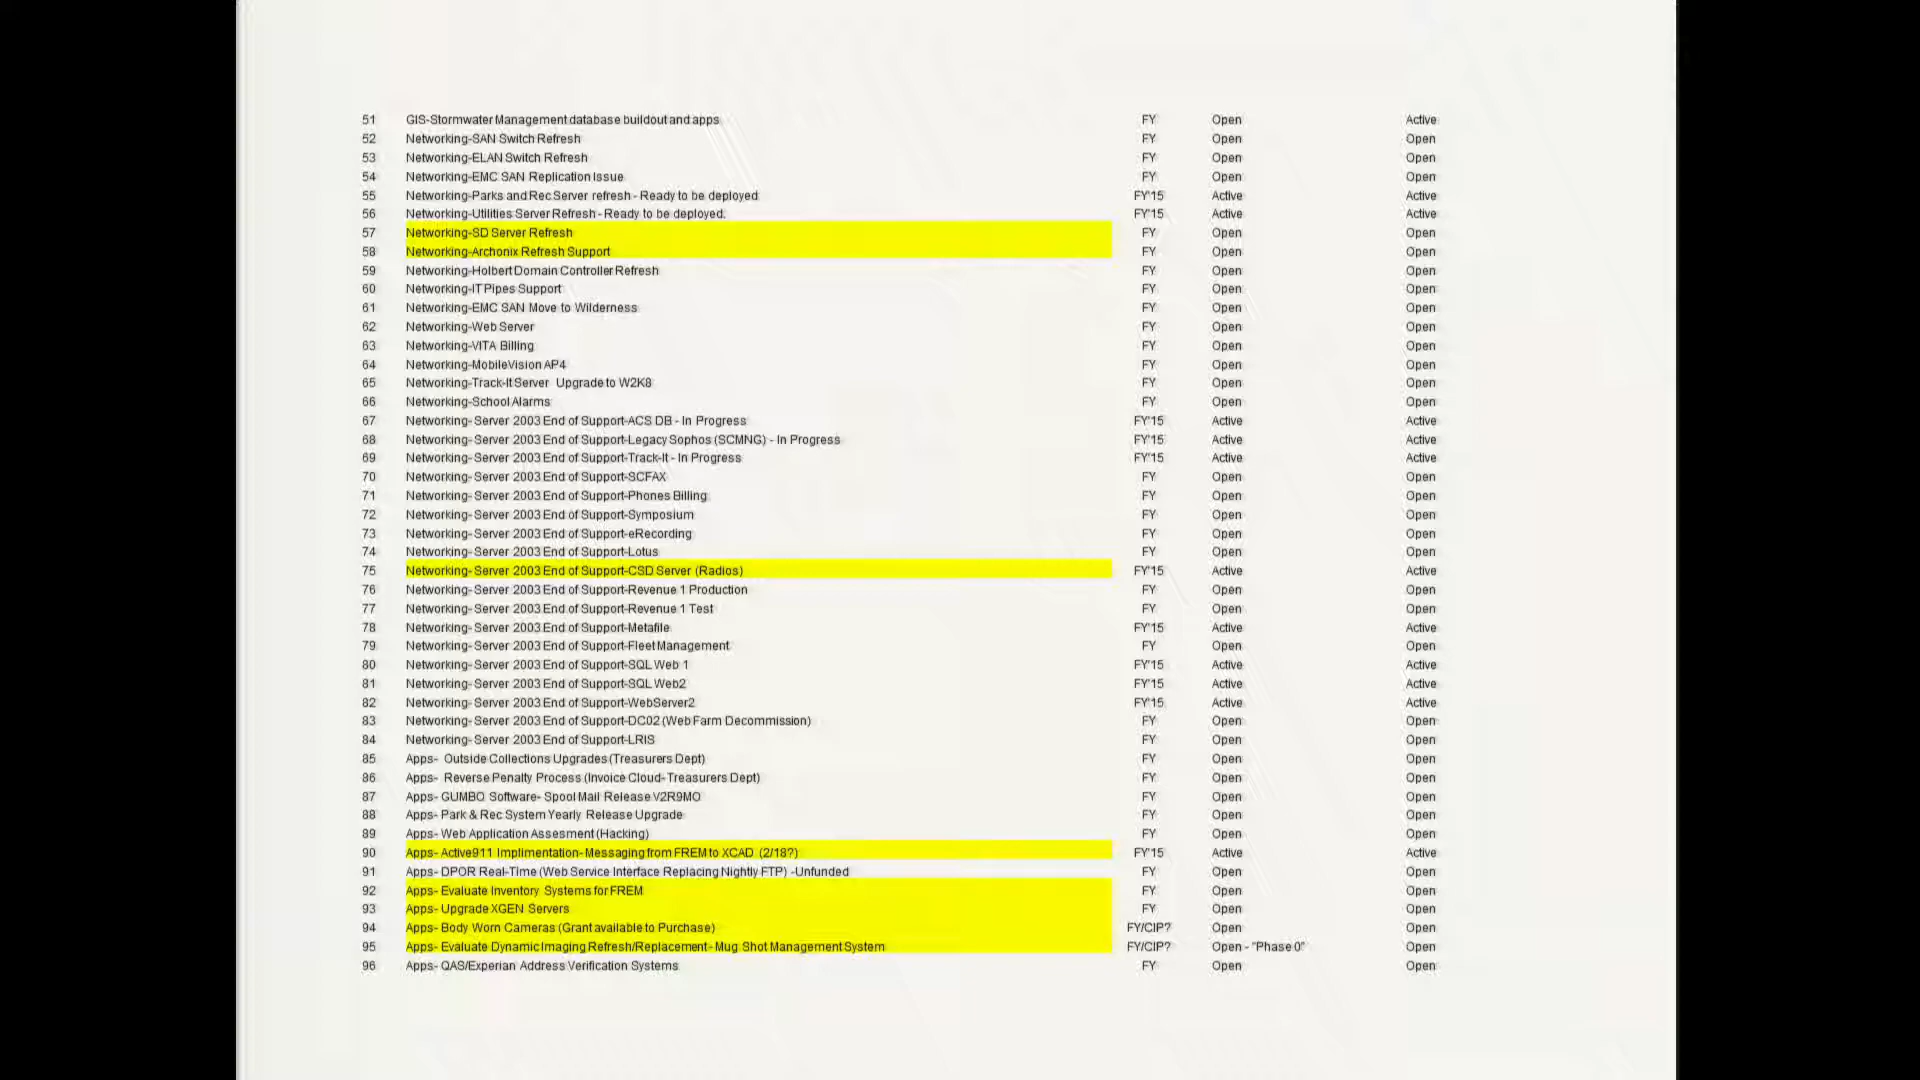 51 GIS-Stormwater Management database buildout and apps FY Open Active
52 Networking-SAN Switch Refresh FY Open Open
53 Networking-ELAN Switch Refresh FY Open Open
54 Networking-EMC SAN Replication Issue FY Open Open
55 Networking-Parks and Rec Server refresh - Ready to be deployed FY'15 Active Active
56 Networking-Utilities Server Refresh - Ready to be deployed. FY'15 Active Active
57 Networking-SD Server Refresh FY Open Open
58 Networking-Archonix Refresh Support FY Open Open
59 Networking-Holbert Domain Controller Refresh FY Open Open
60 Networking-IT Pipes Support FY Open Open
61 Networking-EMC SAN Move to Wilderness FY Open Open
62 Networking-Web Server FY Open Open
63 Networking-VITA Billing FY Open Open
64 Networking-MobileVision AP4 FY Open Open
65 Networking-Track-It Server Upgrade to W2K8 FY Open Open
66 Networking-School Alarms FY Open Open
67 Networking- Server 2003 End of Support-ACS DB - In Progress FY'15 Active Active
68 Networking- Server 2003 End of Support-Legacy Sophos (SCMNG) - In Progress FY'15 Active Active
69 Networking- Server 2003 End of Support-Track-It - In Progress FY'15 Active Active
70 Networking- Server 2003 End of Support-SCFAX FY Open Open
71 Networking- Server 2003 End of Support-Phones Billing FY Open Open
72 Networking- Server 2003 End of Support-Symposium FY Open Open
73 Networking- Server 2003 End of Support-eRecording FY Open Open
74 Networking- Server 2003 End of Support-Lotus FY Open Open
75 Networking- Server 2003 End of Support-CSD Server (Radios) FY'15 Active Active
76 Networking- Server 2003 End of Support-Revenue 1 Production FY Open Open
77 Networking- Server 2003 End of Support-Revenue 1 Test FY Open Open
78 Networking- Server 2003 End of Support-Metafile FY'15 Active Active
79 Networking- Server 2003 End of Support-Fleet Management FY Open Open
80 Networking- Server 2003 End of Support-SQL Web 1 FY'15 Active Active
81 Networking- Server 2003 End of Support-SQL Web2 FY'15 Active Active
82 Networking- Server 2003 End of Support-WebServer2 FY'15 Active Active
83 Networking- Server 2003 End of Support-DC02 (Web Farm Decommission) FY Open Open
84 Networking- Server 2003 End of Support-LRIS FY Open Open
85 Apps- Outside Collections Upgrades (Treasurers Dept) FY Open Open
86 Apps- Reverse Penalty Process (Invoice Cloud- Treasurers Dept) FY Open Open
87 Apps- GUMBO Software- Spool Mail Release V2R9MO FY Open Open
88 Apps- Park & Rec System Yearly Release Upgrade FY Open Open
89 Apps- Web Application Assesment (Hacking) FY Open Open
90 Apps- Active911 Implimentation- Messaging from FREM to XCAD (2/18?) FY'15 Active Active
91 Apps- DPOR Real-Time (Web Service Interface Replacing Nightly FTP) -Unfunded FY Open Open
92 Apps- Evaluate Inventory Systems for FREM FY Open Open
93 Apps- Upgrade XGEN Servers FY Open Open
94 Apps- Body Worn Cameras (Grant available to Purchase) FY/CIP? Open Open
95 Apps- Evaluate Dynamic Imaging Refresh/Replacement - Mug Shot Management System FY/CIP? Open - "Phase 0" Open
96 Apps- QAS/Experian Address Verification Systems FY Open Open